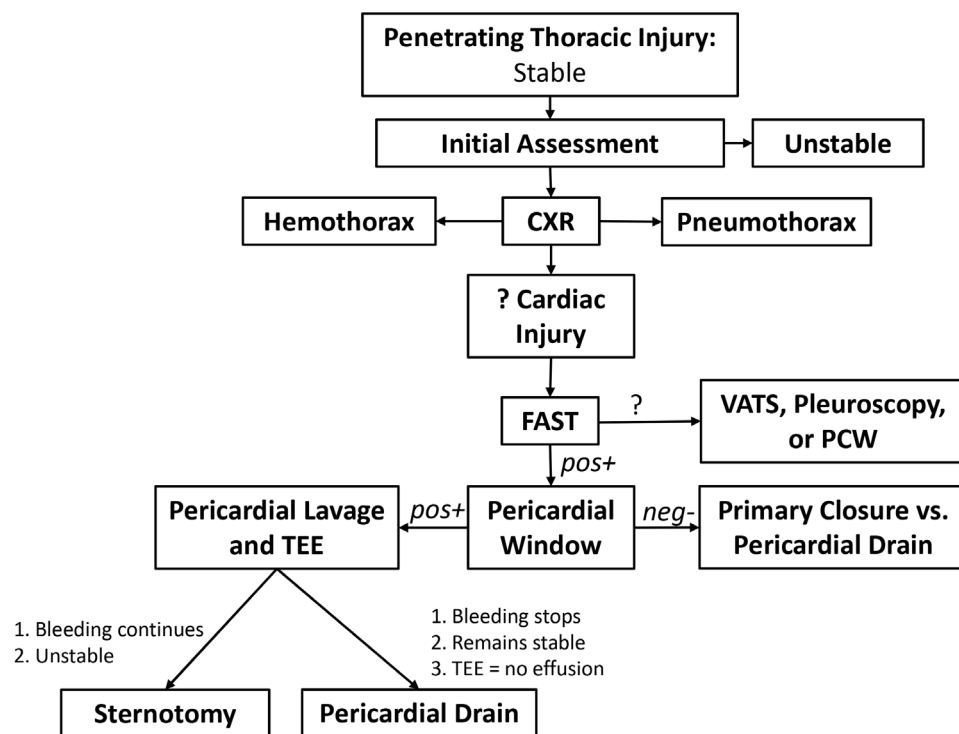 Penetrating Thoracic Injury:
Stable
Initial Assessment
Unstable
Hemothorax
CXR
Pneumothorax
? Cardiac
Injury
FAST
?
VATS, Pleuroscopy,
or PCW
pos+
Pericardial Lavage
and TEE
pos+
Pericardial
Window
neg-
Primary Closure vs.
Pericardial Drain
1. Bleeding continues
2. Unstable
1. Bleeding stops
2. Remains stable
3. TEE = no effusion
Sternotomy
Pericardial Drain